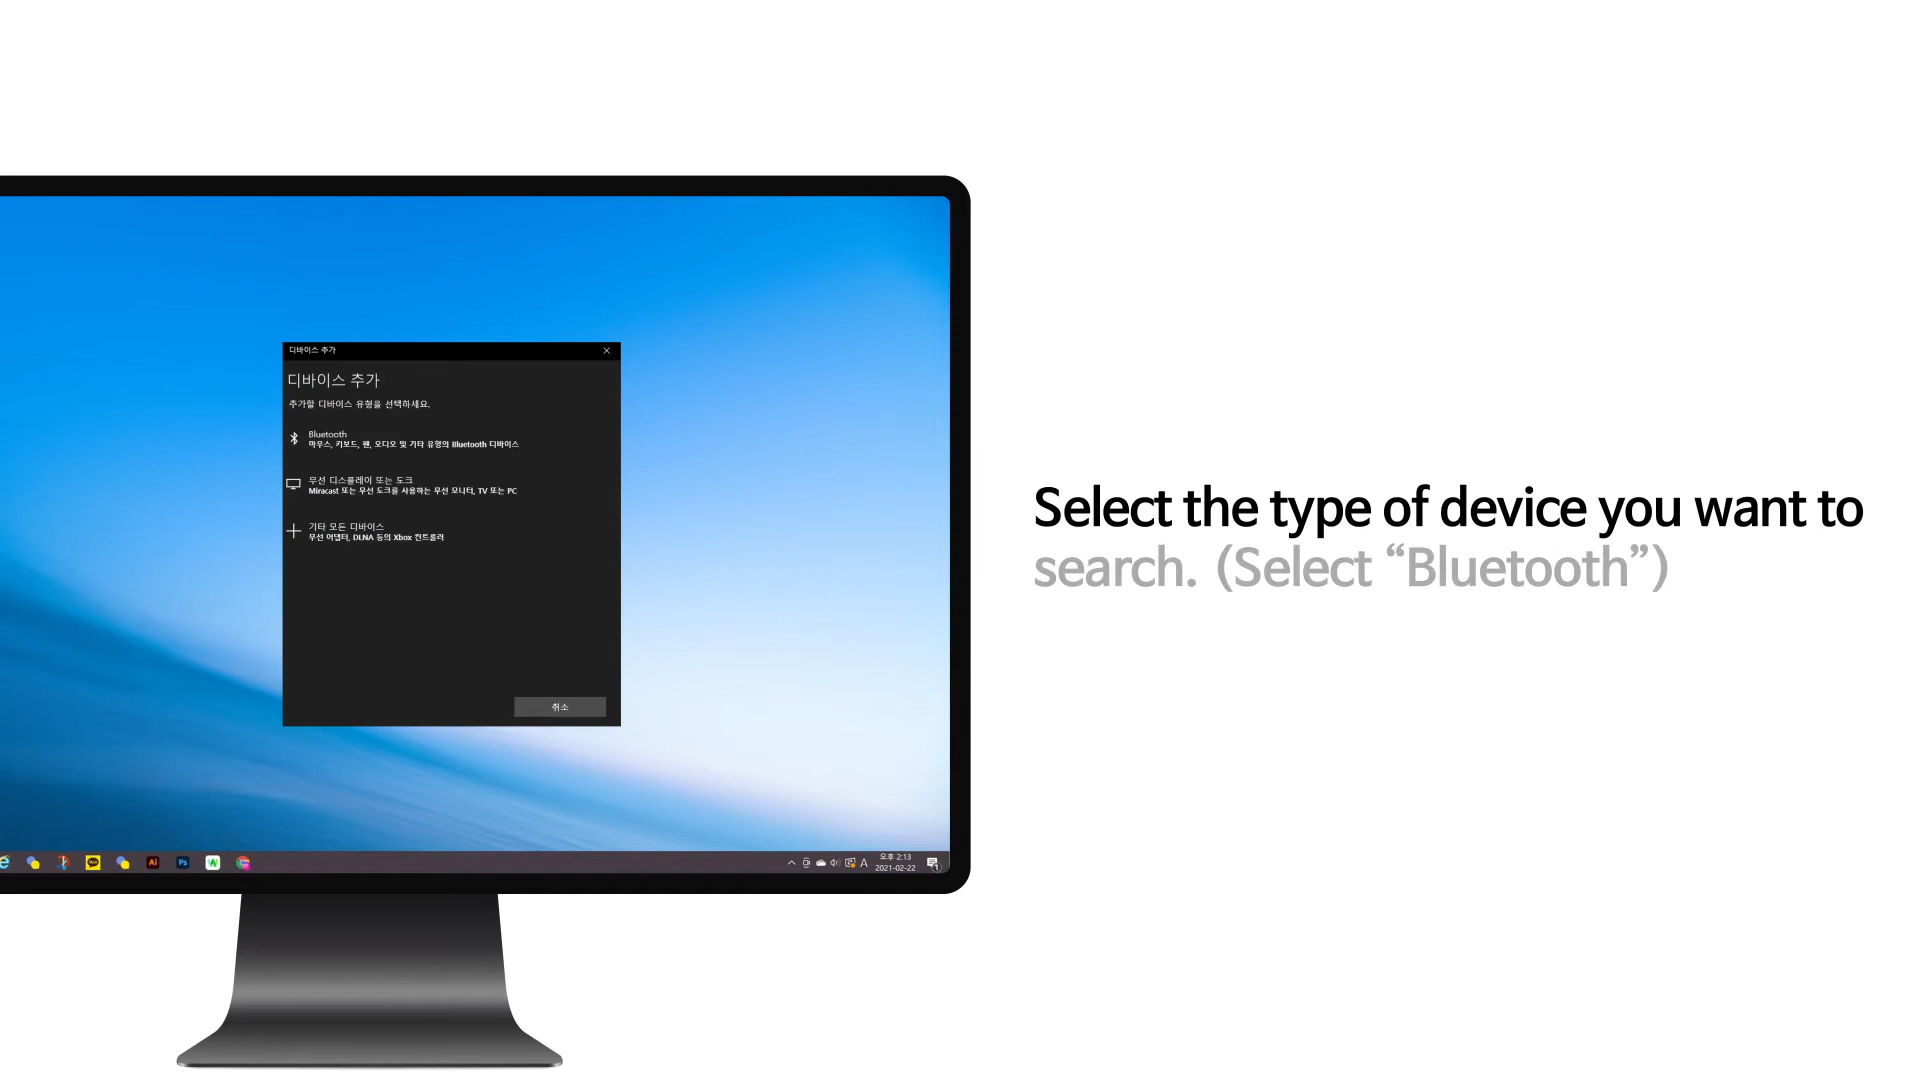 디바이스 추가
디바이스 추가
추가할 디바이스 유형을 선택하세요.
Bluetooth
마우스, 키보드, 펜, 오디오 및 기타 유형의 Bluetooth 디바이스
무선 디스플레이 또는 도크
Miracast 또는 무선 도크를 사용하는 무선 모니터, TV 또는 PC
기타 모든 디바이스
무선 어댑터, DLNA 등의 Xbox 컨트롤러
취소
Select the type of device you want to
search. (Select “Bluetooth”)
Ai
Ps
A
오후 2:13
2021-02-22
1